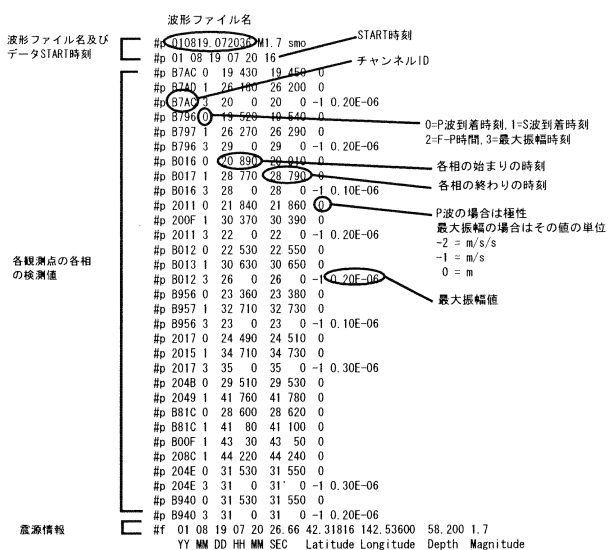 波形ファイル名
波形ファイル名及び
データSTART時刻
#p 010819.072036 M1.7 smo
START時刻
#p 01 08 19 07 20 16
チャンネルID
#p B7AC 0 19 430 19 450 0
#p B7AD 1 26 180 26 200 0
#p B7AC 3 20 0 20 0 -1 0.20E-06
#p B796 0 19 520 19 540 0
0=P波到着時刻,1=S波到着時刻
2=F-P時間,3=最大振幅時刻
#p B797 1 26 270 26 290 0
#p B796 3 29 0 29 0 -1 0.20E-06
#p B016 0 20 890 20 910 0
各相の始まりの時刻
#p B017 1 28 770 28 790 0
各相の終わりの時刻
#p B016 3 28 0 28 0 -1 0.10E-06
#p 2011 0 21 840 21 860 0
P波の場合は極性
最大振幅の場合はその値の単位
-2 = m/s/s
-1 = m/s
0 = m
#p 200F 1 30 370 30 390 0
#p 2011 3 22 0 22 0 -1 0.20E-06
#p B012 0 22 530 22 550 0
各観測点の各相
の検測値
#p B013 1 30 630 30 650 0
#p B012 3 26 0 26 0 -1 0.20E-06
最大振幅値
#p B956 0 23 360 23 380 0
#p B957 1 32 710 32 730 0
#p B956 3 23 0 23 0 -1 0.10E-06
#p 2017 0 24 490 24 510 0
#p 2015 1 34 710 34 730 0
#p 2017 3 35 0 35 0 -1 0.30E-06
#p 204B 0 29 510 29 530 0
#p 2049 1 41 760 41 780 0
#p B81C 0 28 600 28 620 0
#p B81C 1 41 80 41 100 0
#p B00F 1 43 30 43 50 0
#p 208C 1 44 220 44 240 0
#p 204E 0 31 530 31 550 0
#p 204E 3 31 0 31 0 -1 0.30E-06
#p B940 0 31 530 31 550 0
#p B940 3 31 0 31 0 -1 0.20E-06
震源情報
#f 01 08 19 07 20 26.66 42.31816 142.53600 58.200 1.7
YY MM DD HH MM SEC Latitude Longitude Depth Magnitude